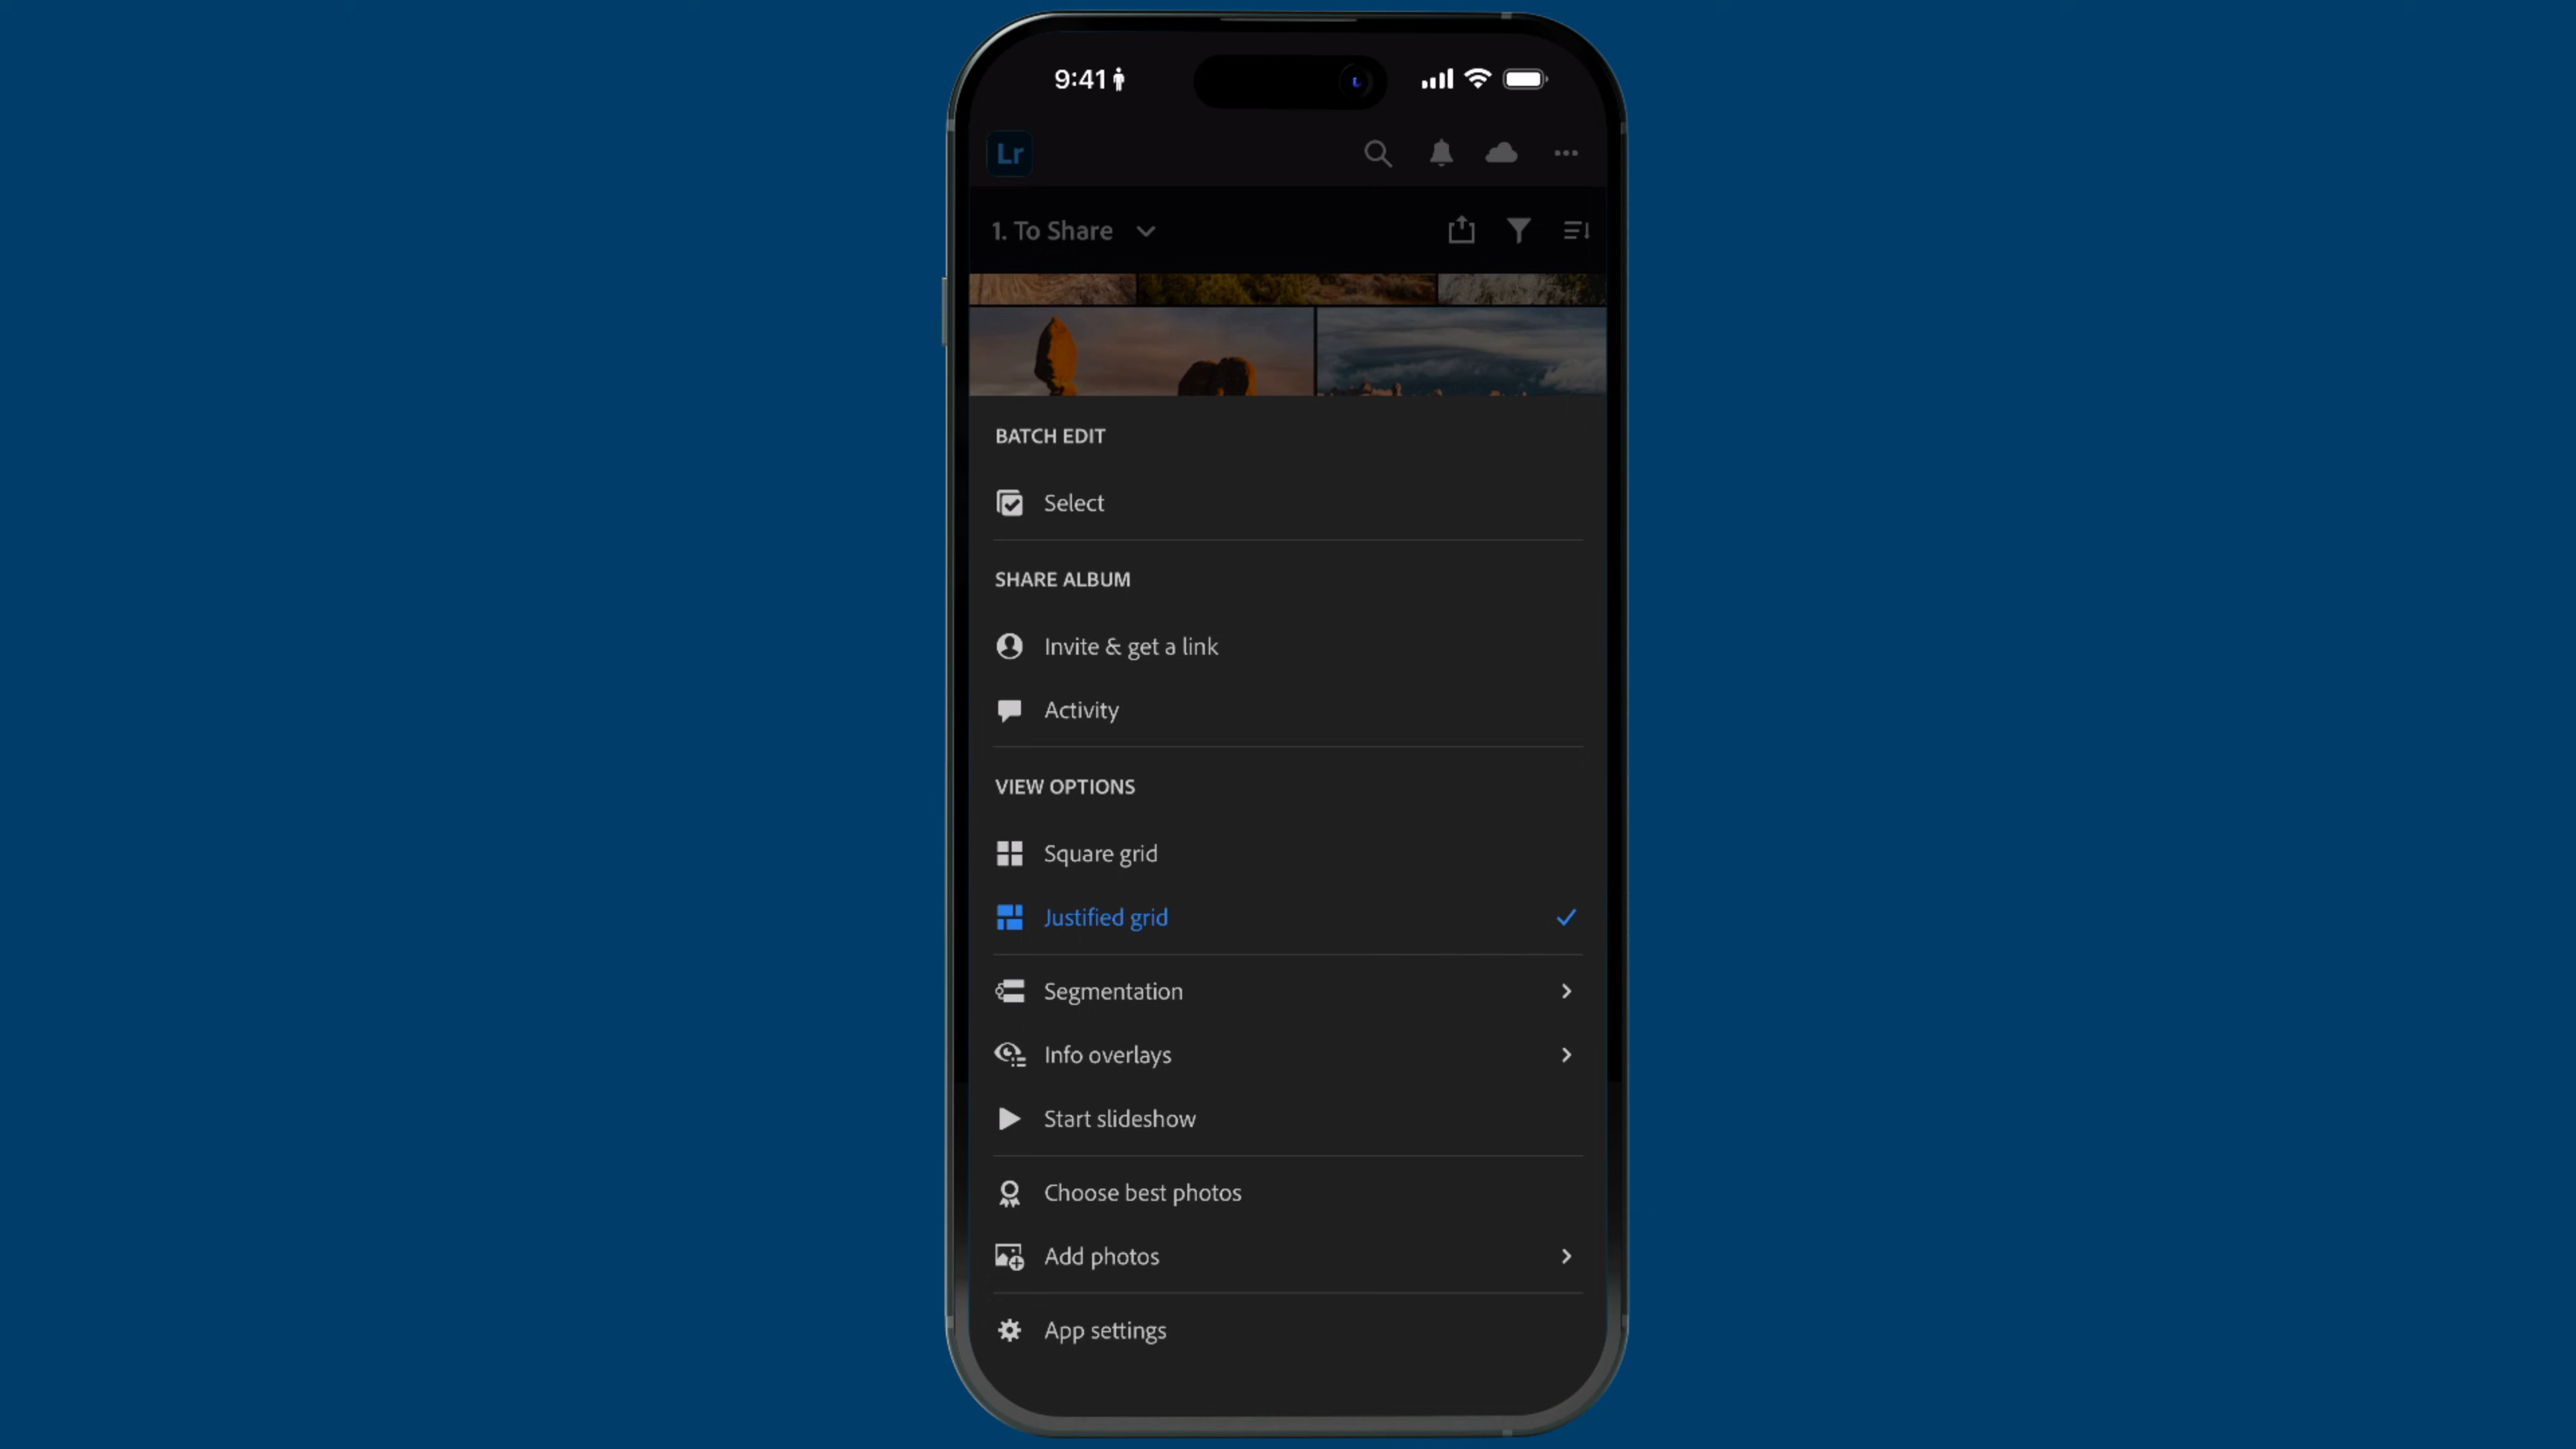 9:41
Lr
1. To Share
BATCH EDIT
Select
SHARE ALBUM
Invite & get a link
Activity
VIEW OPTIONS
Square grid
Justified grid
Segmentation
Info overlays
Start slideshow
Choose best photos
Add photos
App settings